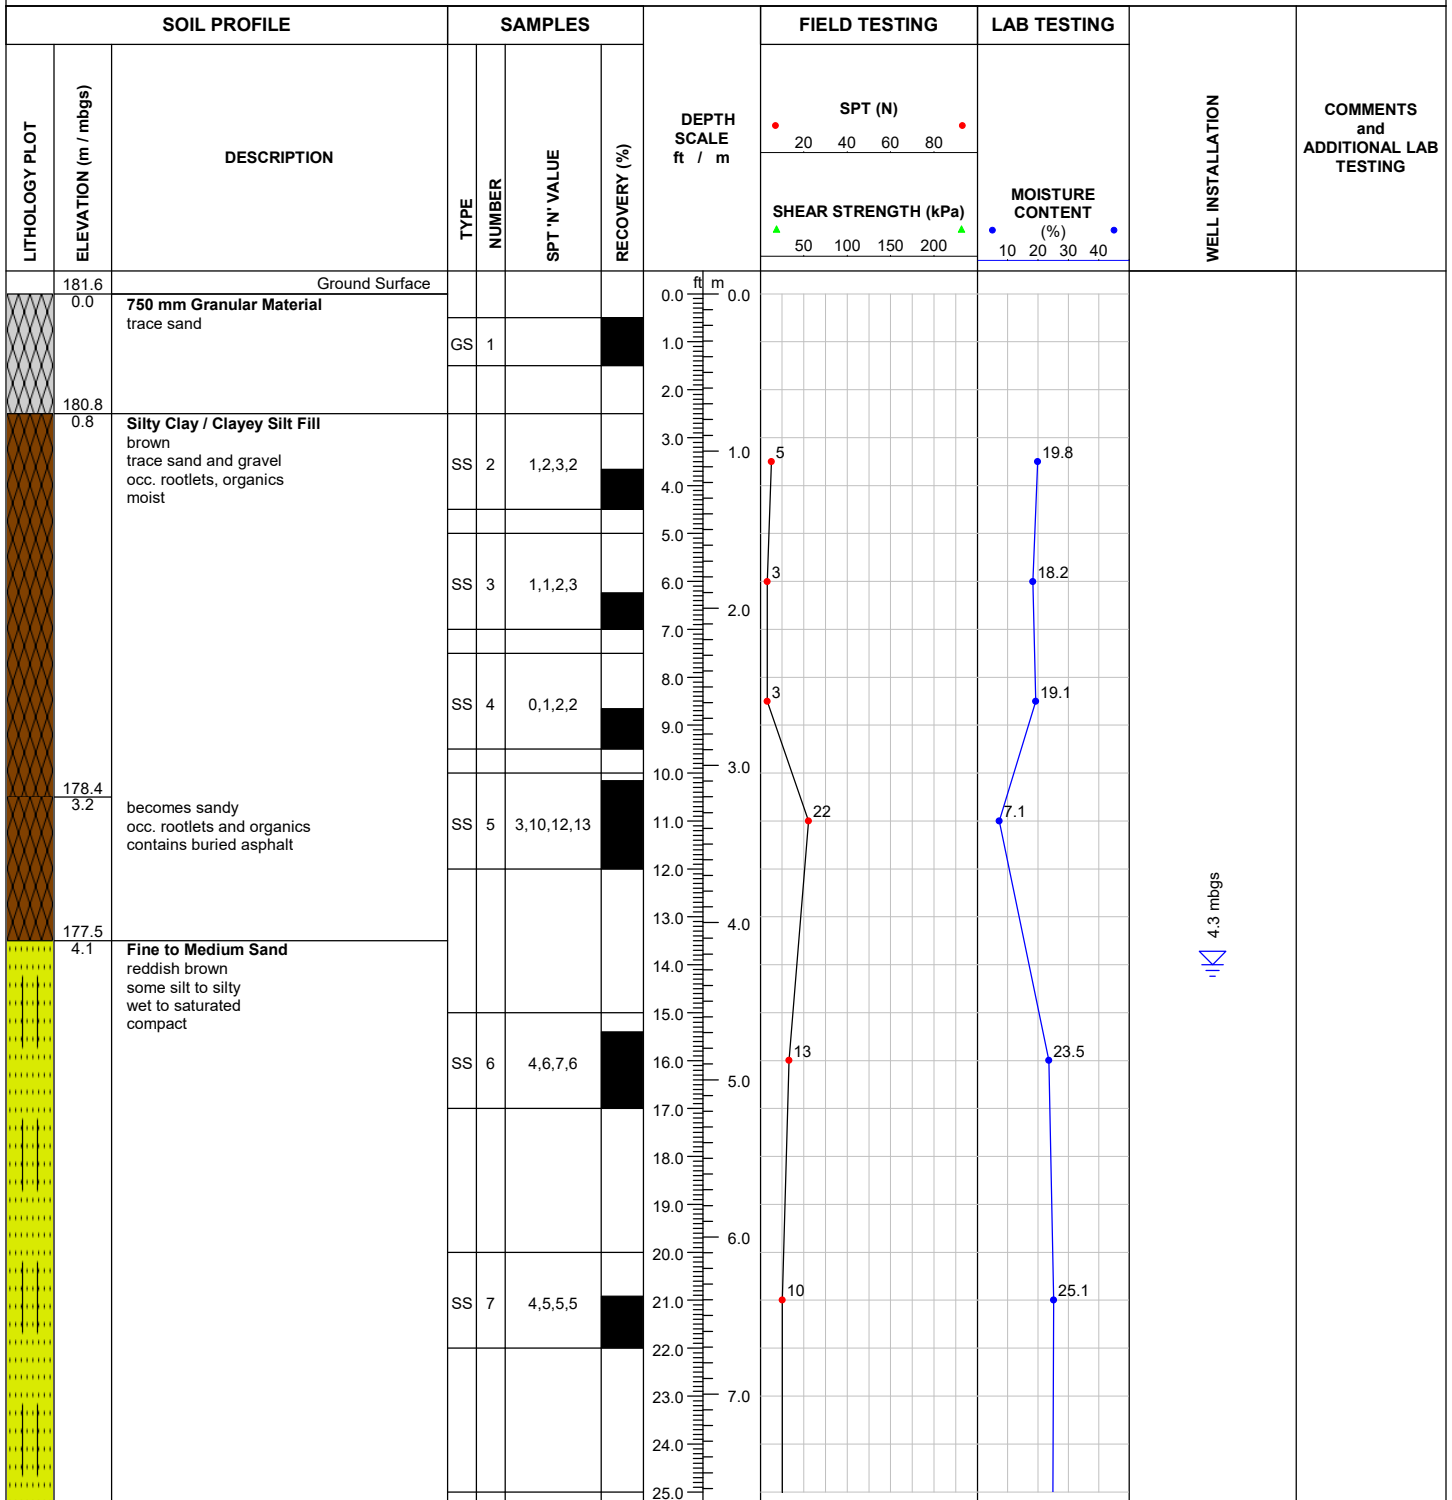 SOIL PROFILE
SAMPLES
FIELD TESTING
LAB TESTING
LITHOLOGY PLOT
ELEVATION (m / mbgs)
DESCRIPTION
TYPE
NUMBER
SPT 'N' VALUE
RECOVERY (%)
DEPTH
SCALE
ft / m
SPT (N)
20 40 60 80
SHEAR STRENGTH (kPa)
50 100 150 200
MOISTURE
CONTENT
(%)
10 20 30 40
WELL INSTALLATION
COMMENTS
and
ADDITIONAL LAB
TESTING
181.6 Ground Surface
0.0 750 mm Granular Material
trace sand
GS 1
180.8
0.8 Silty Clay / Clayey Silt Fill
brown
trace sand and gravel
occ. rootlets, organics
moist
SS 2 1,2,3,2
SS 3 1,1,2,3
SS 4 0,1,2,2
178.4
3.2 becomes sandy
occ. rootlets and organics
contains buried asphalt
SS 5 3,10,12,13
177.5
4.1 Fine to Medium Sand
reddish brown
some silt to silty
wet to saturated
compact
SS 6 4,6,7,6
SS 7 4,5,5,5
ft m
0.0 0.0
1.0
2.0
3.0
1.0
4.0
5.0
6.0
2.0
7.0
8.0
9.0
3.0
10.0
11.0
12.0
13.0
4.0
14.0
15.0
16.0
5.0
17.0
18.0
19.0
6.0
20.0
21.0
22.0
23.0 7.0
24.0
25.0
5
3
3
22
13
10
19.8
18.2
19.1
7.1
23.5
25.1
4.3 mbgs